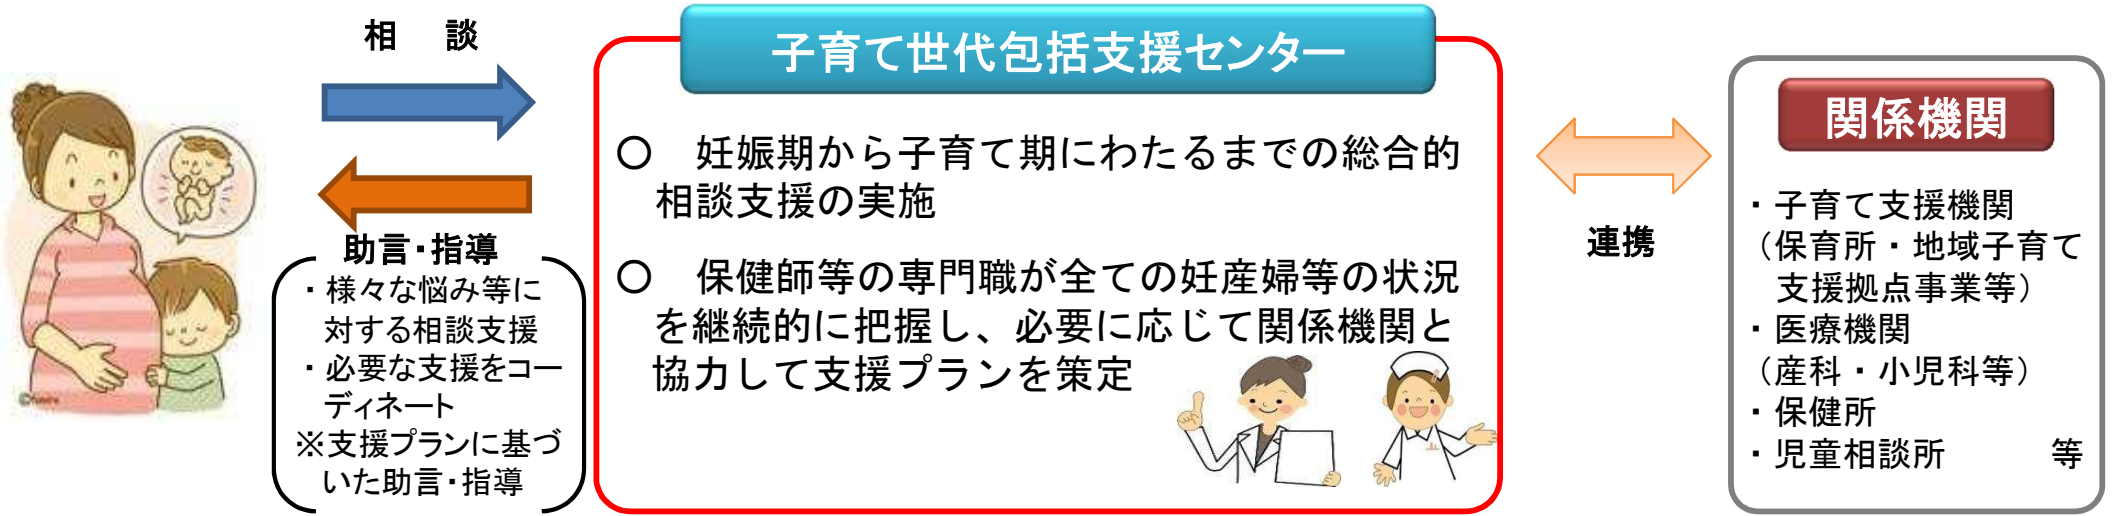 相　談
助言・指導
・様々な悩み等に
対する相談支援
・必要な支援をコー
ディネート
※支援プランに基づ
いた助言・指導
子育て世代包括支援センター
○　妊娠期から子育て期にわたるまでの総合的
相談支援の実施
○　保健師等の専門職が全ての妊産婦等の状況
を継続的に把握し、必要に応じて関係機関と
協力して支援プランを策定
連携
関係機関
・子育て支援機関
（保育所・地域子育て
支援拠点事業等）
・医療機関
（産科・小児科等）
・保健所
・児童相談所　　　等